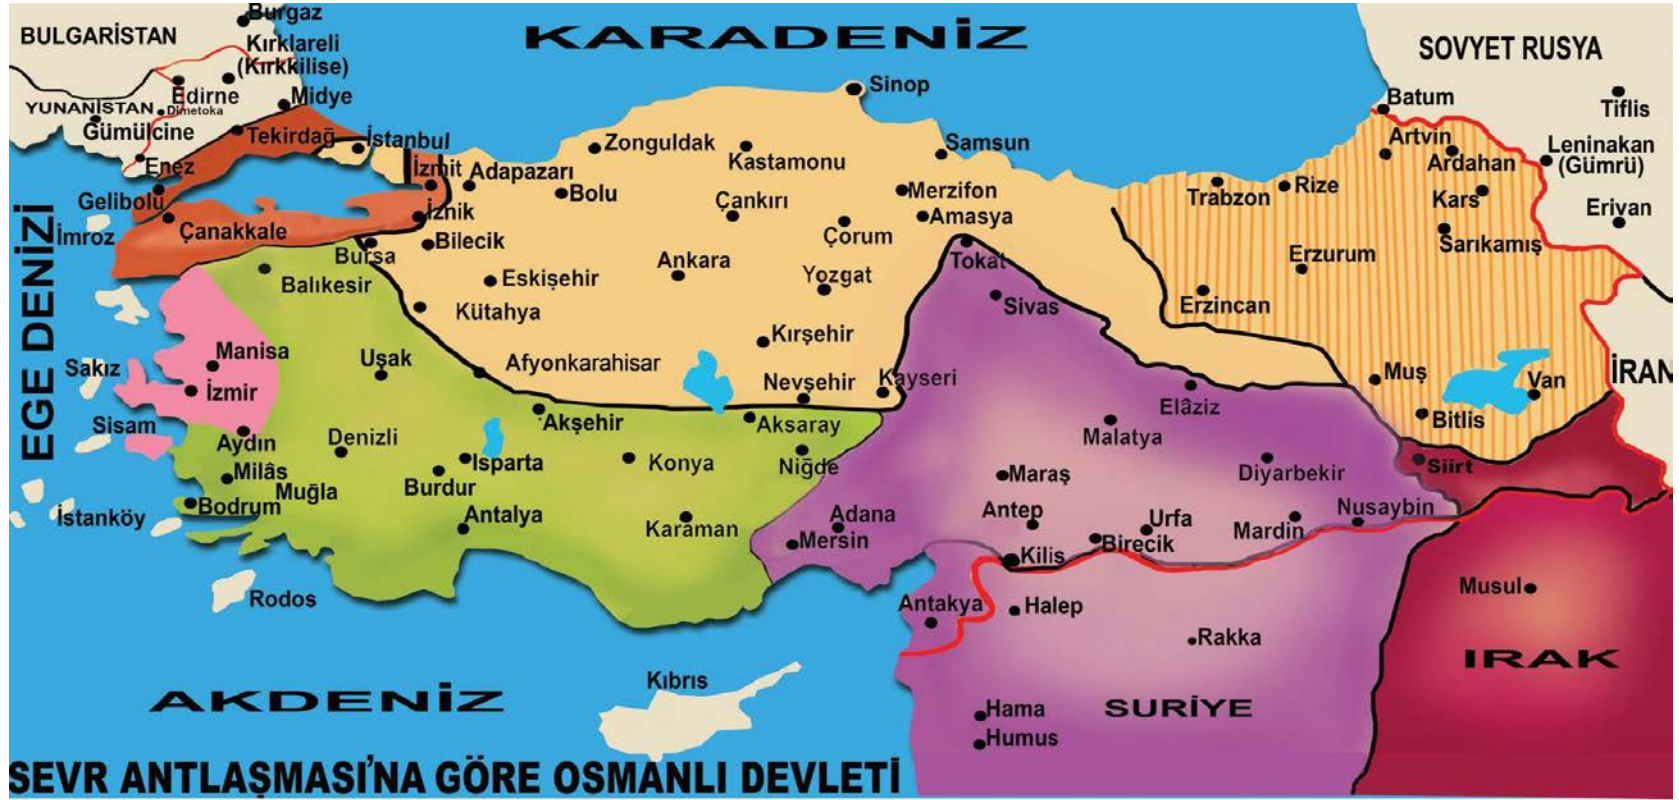 Burgaz
BULGARİSTAN
KARADENİZ
SOVYET RUSYA
Kırklareli
(Kırkkilise)
Edirne
Midye
YUNANİSTAN
Dimetoka
Gümülcine
Tekirdağ
İstanbul
Enez
Gelibolu
İmroz
Çanakkale
EGE DENİZİ
Sinop
Zonguldak
Kastamonu
Samsun
Batum
Tiflis
Artvin
Ardahan
Leninakan
(Gümrü)
İzmit
Adapazarı
Bolu
Çankırı
Merzifon
Amasya
Trabzon
Rize
Kars
Erivan
İznik
Bilecik
Bursa
Çorum
Sarıkamış
Ankara
Yozgat
Tokat
Erzurum
Balıkesir
Eskişehir
Kütahya
Sivas
Erzincan
Manisa
Uşak
Afyonkarahisar
Kırşehir
Nevşehir
Kayseri
Sakız
İzmir
Sisam
Aydın
Denizli
Akşehir
Aksaray
Elâziz
Malatya
Muş
Van
İRAN
Bitlis
Milâs
Muğla
Isparta
Burdur
Konya
Niğde
Maraş
Diyarbekir
Siirt
İstanköy
Bodrum
Antalya
Karaman
Adana
Mersin
Antep
Urfa
Birecik
Mardin
Nusaybin
Kilis
Rodos
Antakya
Halep
Musul
Rakka
IRAK
Kıbrıs
AKDENİZ
Hama
Humus
SURİYE
SEVR ANTLAŞMASI'NA GÖRE OSMANLI DEVLETİ